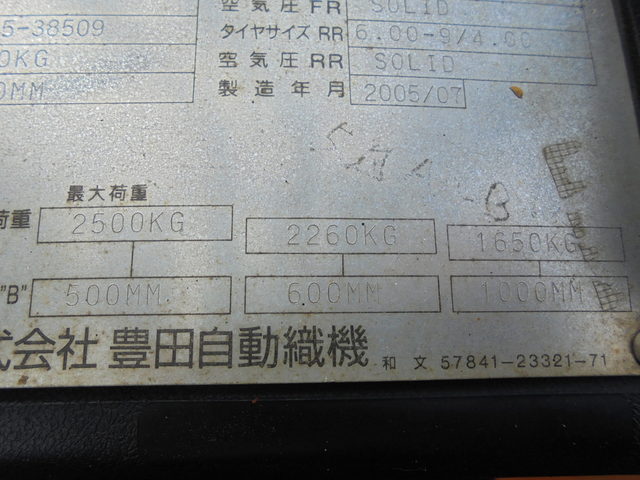 空気圧FR SOLID
5-38509 タイヤサイズRR 6.00-9/4.00
0KG 空気圧RR SOLID
0MM 製造年月 2005/07
最大荷重
荷重 2500KG 2260KG 1650KG
"B" 500MM 600MM 1000MM
式会社 豊田自動織機 和文 57841-23321-71